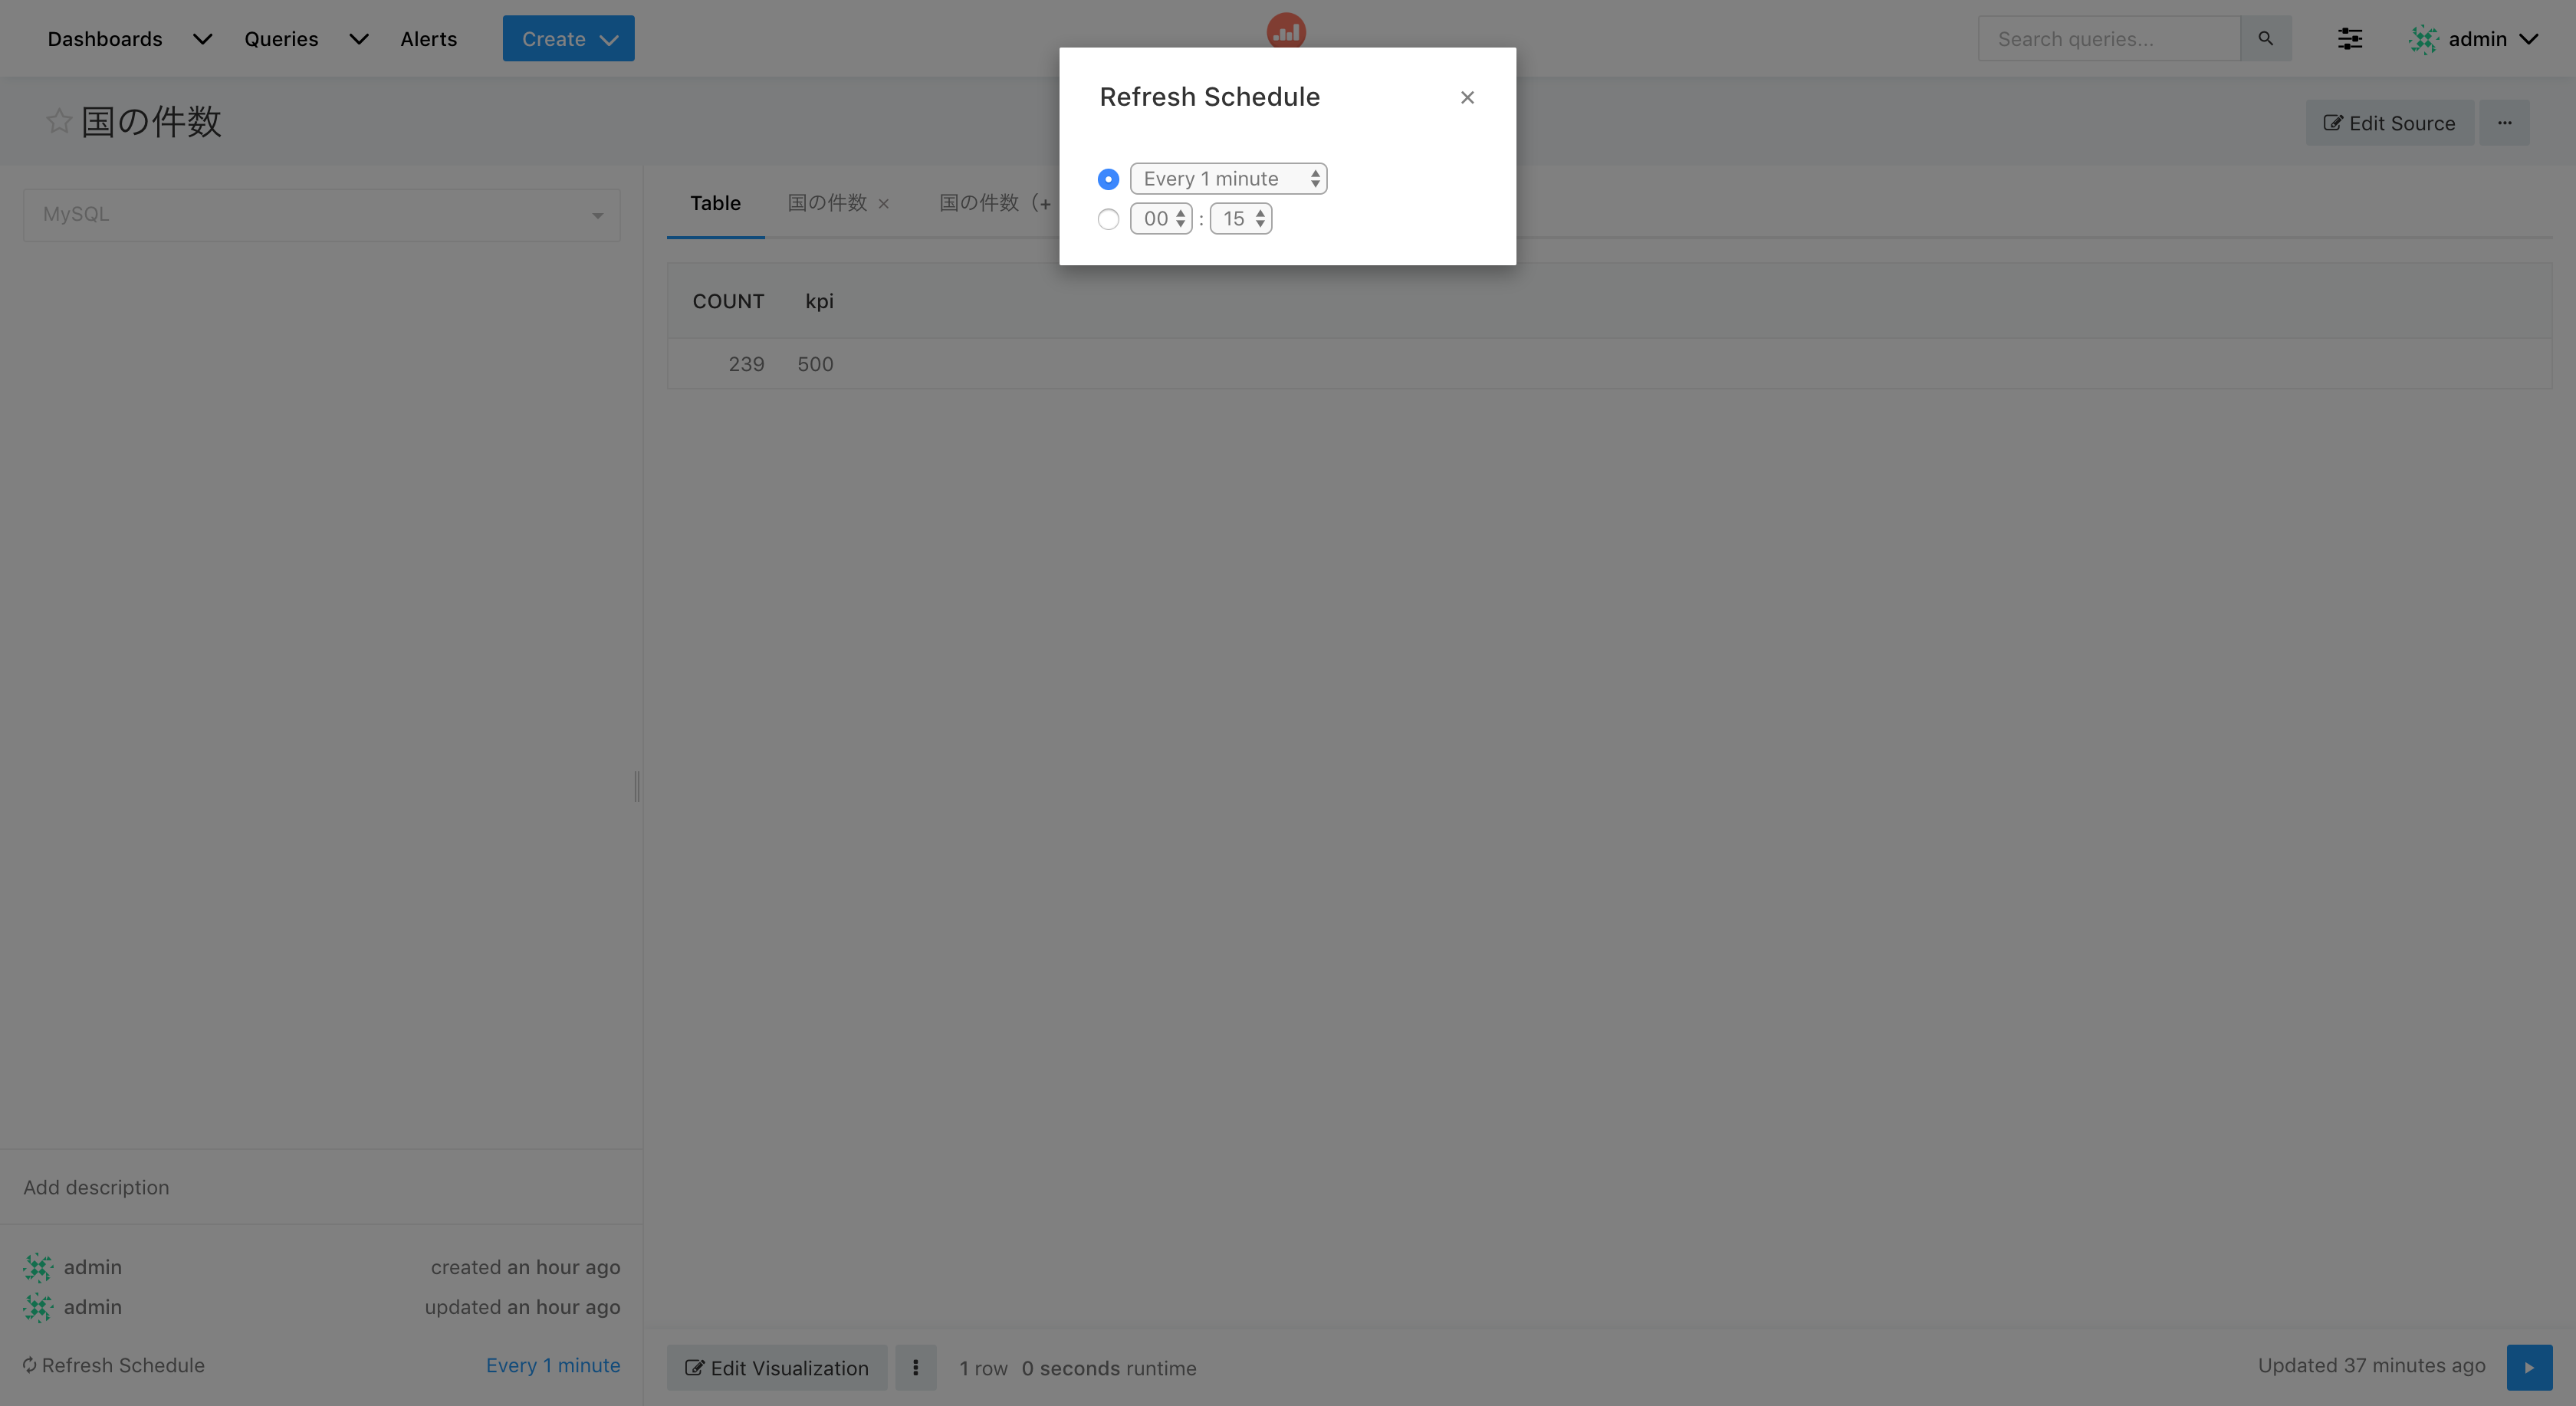 Dashboards Queries Alerts Create Search queries... admin
Refresh Schedule ×
国の件数 Edit Source ...
Every 1 minute
00 : 15
MySQL
Table 国の件数 × 国の件数（+
COUNT kpi
239 500
Add description
admin created an hour ago
admin updated an hour ago
Refresh Schedule Every 1 minute
Edit Visualization 1 row 0 seconds runtime Updated 37 minutes ago